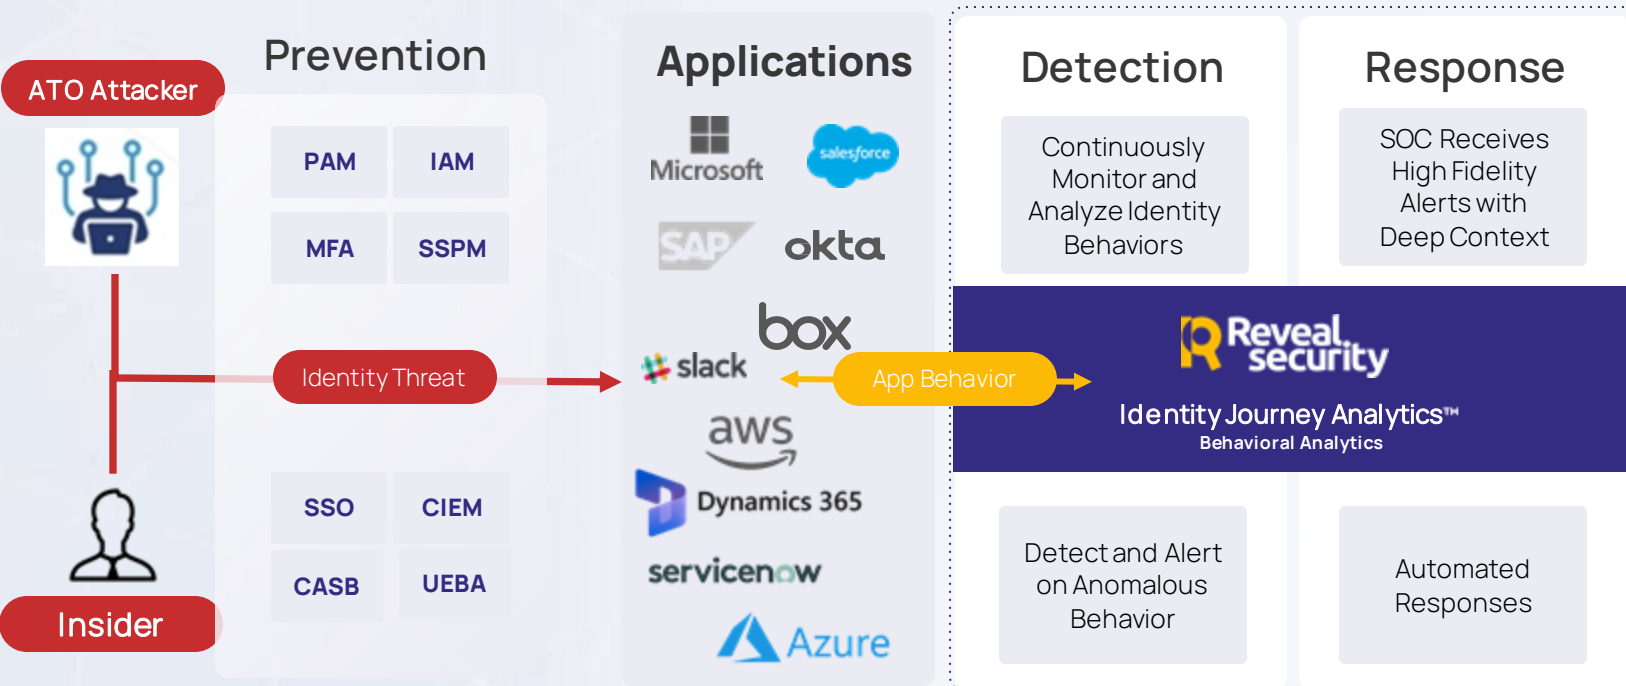 ATO Attacker
Insider
Prevention
PAM
IAM
MFA
SSPM
Identity Threat
SSO
CIEM
CASB
UEBA
Applications
Microsoft
salesforce
SAP
okta
box
slack
App Behavior
aws
Dynamics 365
servicenow
Azure
Detection
Continuously
Monitor and
Analyze Identity
Behaviors
Response
SOC Receives
High Fidelity
Alerts with
Deep Context
Reveal
security
Identity Journey Analytics™
Behavioral Analytics
Detect and Alert
on Anomalous
Behavior
Automated
Responses